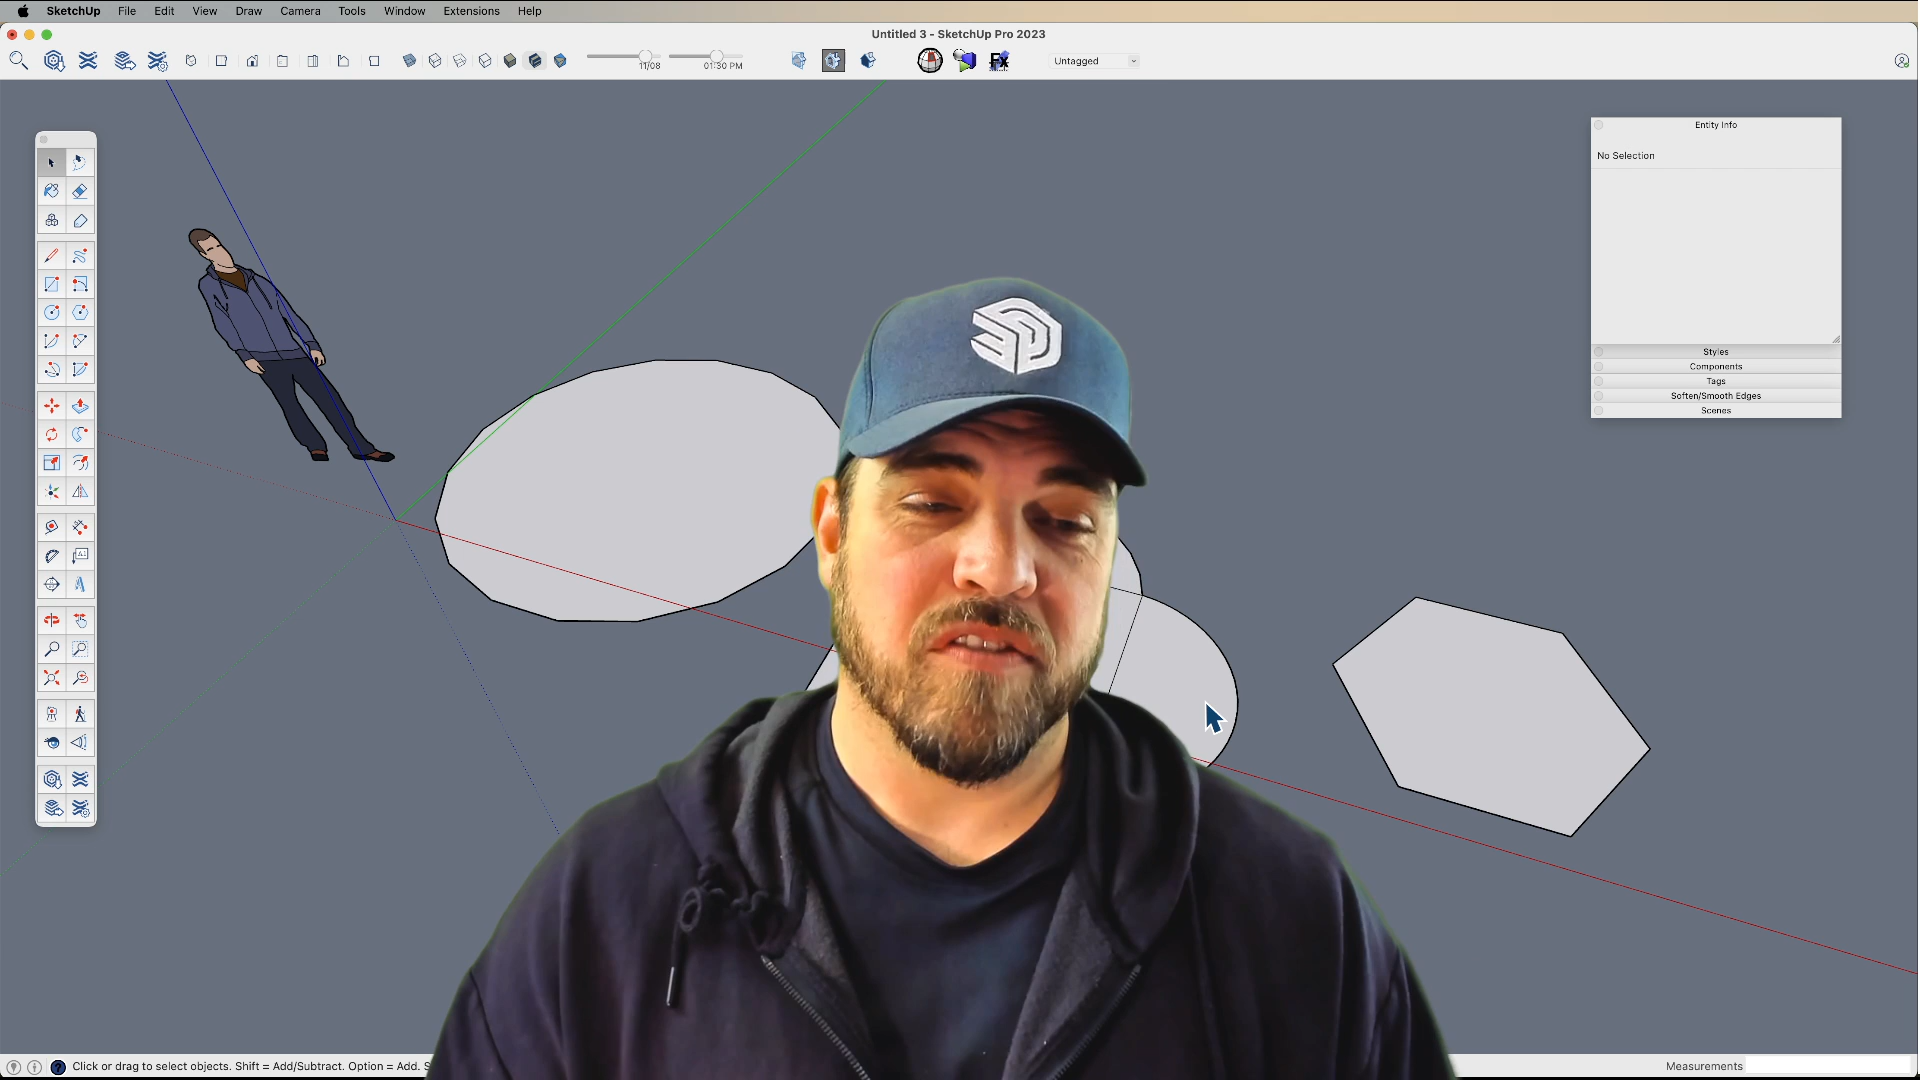 SketchUp File Edit View Draw Camera Tools Window Extensions Help
Untitled 3 - SketchUp Pro 2023
11/08 01:30 PM Untagged
Entity Info
No Selection
Styles
Components
Tags
Soften/Smooth Edges
Scenes
Click or drag to select objects. Shift = Add/Subtract. Option = Add. S
Measurements